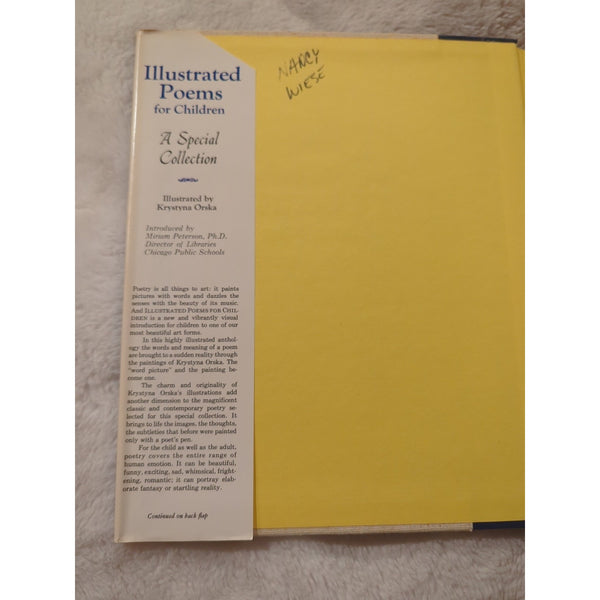 Illustrated
Poems
for Children
A Special
Collection
Illustrated by
Krystyna Orska
Introduced by
Miriam Peterson, Ph.D.
Director of Libraries
Chicago Public Schools
Poetry is all things to art: it paints
pictures with words and dazzles the
senses with the beauty of its music.
And ILLUSTRATED POEMS FOR CHIL-
DREN is a new and vibrantly visual
introduction for children to one of our
most beautiful art forms.
In this highly illustrated anthol-
ogy the words and meaning of a poem
are brought to a sudden reality through
the paintings of Krystyna Orska. The
"word picture" and the painting be-
come one.
The charm and originality of
Krystyna Orska's illustrations add
another dimension to the magnificent
classic and contemporary poetry se-
lected for this special collection. It
brings to life the images, the thoughts,
the subtleties that before were painted
only with a poet's pen.
For the child as well as the adult,
poetry covers the entire range of
human emotion. It can be beautiful,
funny, exciting, sad, whimsical, fright-
ening, romantic; it can portray elab-
orate fantasy or startling reality.
Continued on back flap
NANCY
WIESE